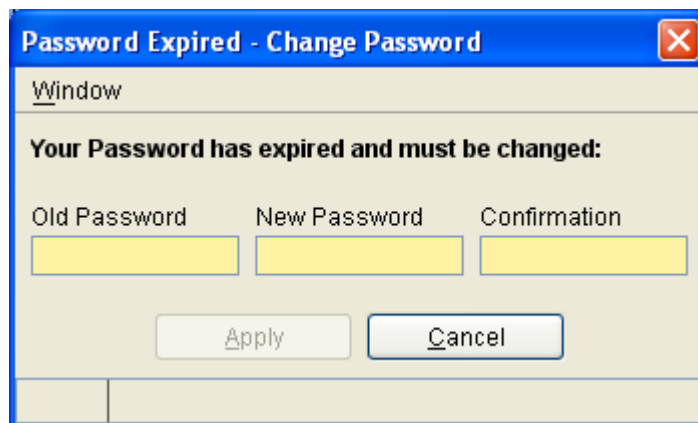 Password Expired - Change Password
Window
Your Password has expired and must be changed:
Old Password New Password Confirmation
Apply Cancel